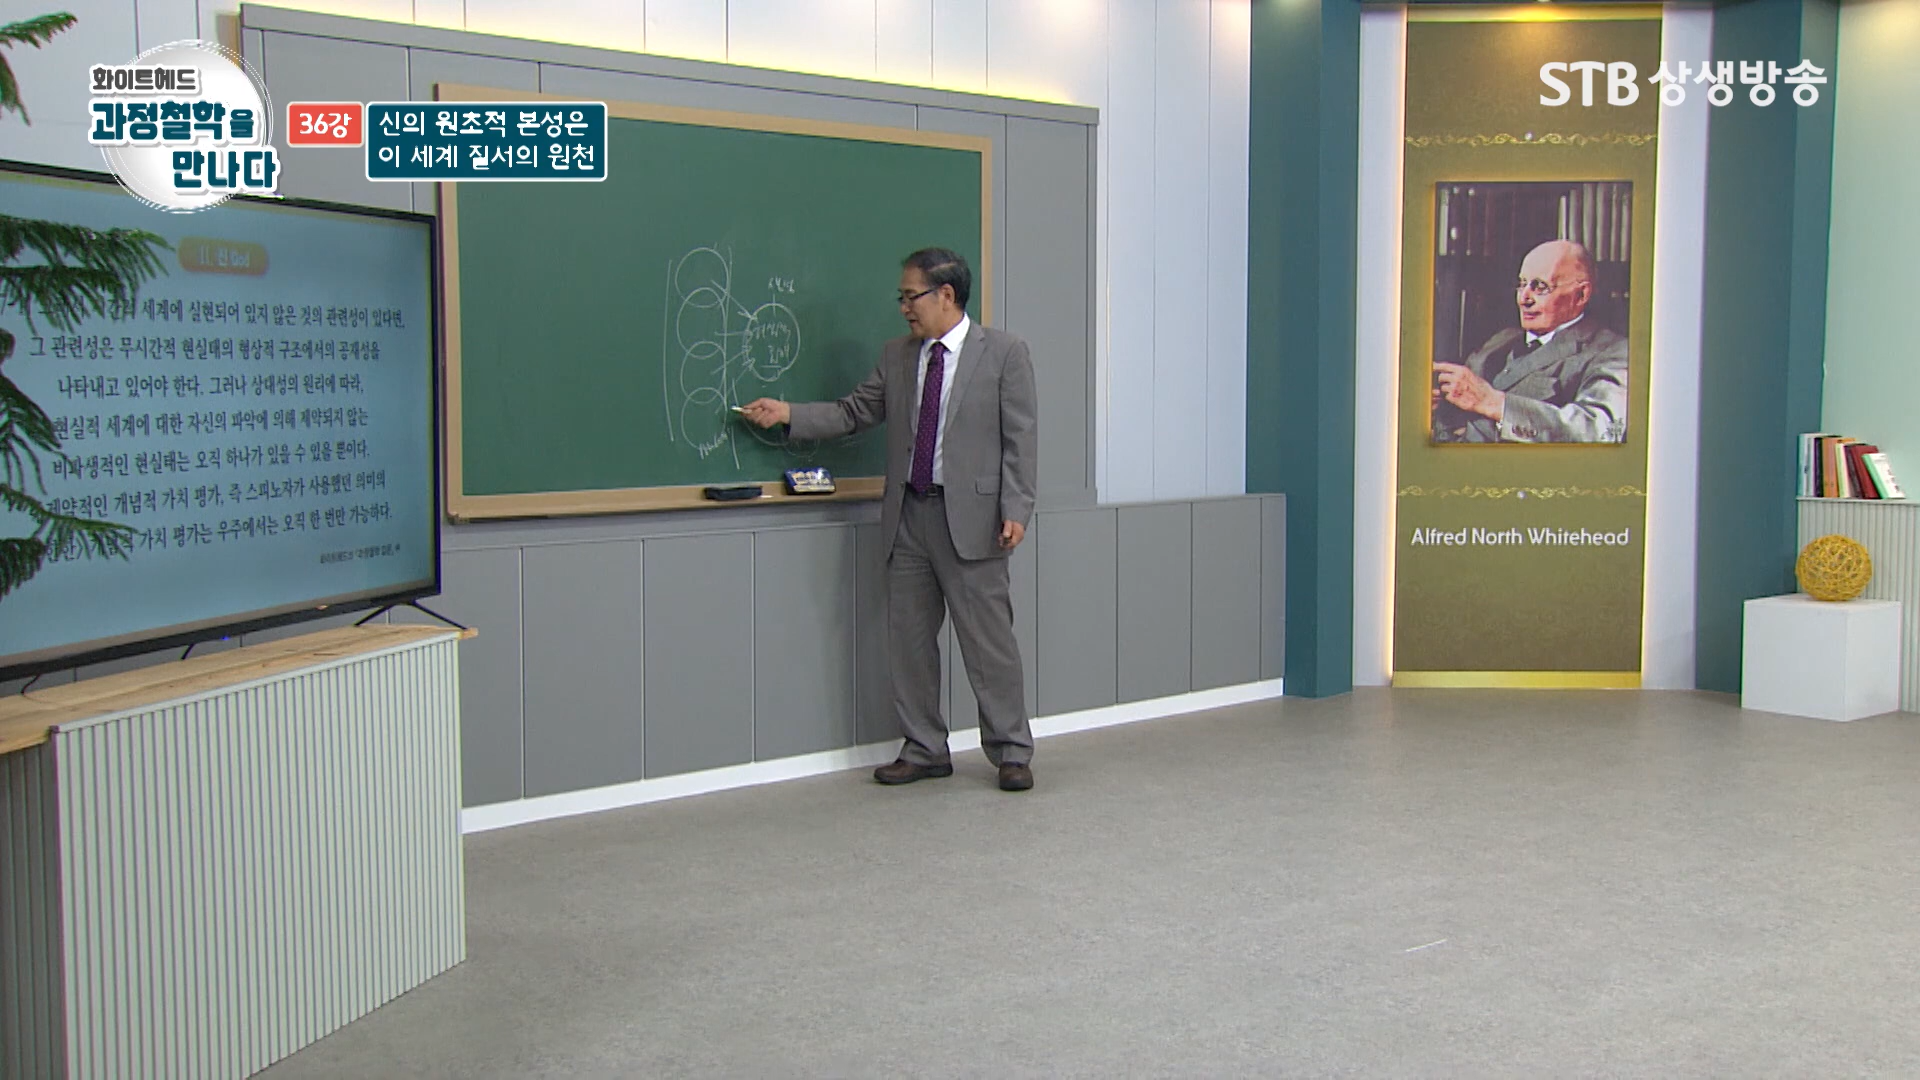 화이트헤드
과정철학을
만나다
36강
신의 원초적 본성은
이 세계 질서의 원천
STB 상생방송
11. 신 God
세계에 실현되어 있지 않은 것의 관련성이 있다면,
그 관련성은 무시간적 현실태의 형상적 구조에서의 공재성을
나타내고 있어야 한다. 그러나 상대성의 원리에 따라,
현실적 세계에 대한 자신의 파악에 의해 제약되지 않는
비파생적인 현실태는 오직 하나가 있을 수 있을 뿐이다.
제약적인 개념적 가치 평가, 즉 스피노자가 사용했던 의미의
개념적 가치 평가는 우주에서는 오직 한 번만 가능하다.
Alfred North Whitehead